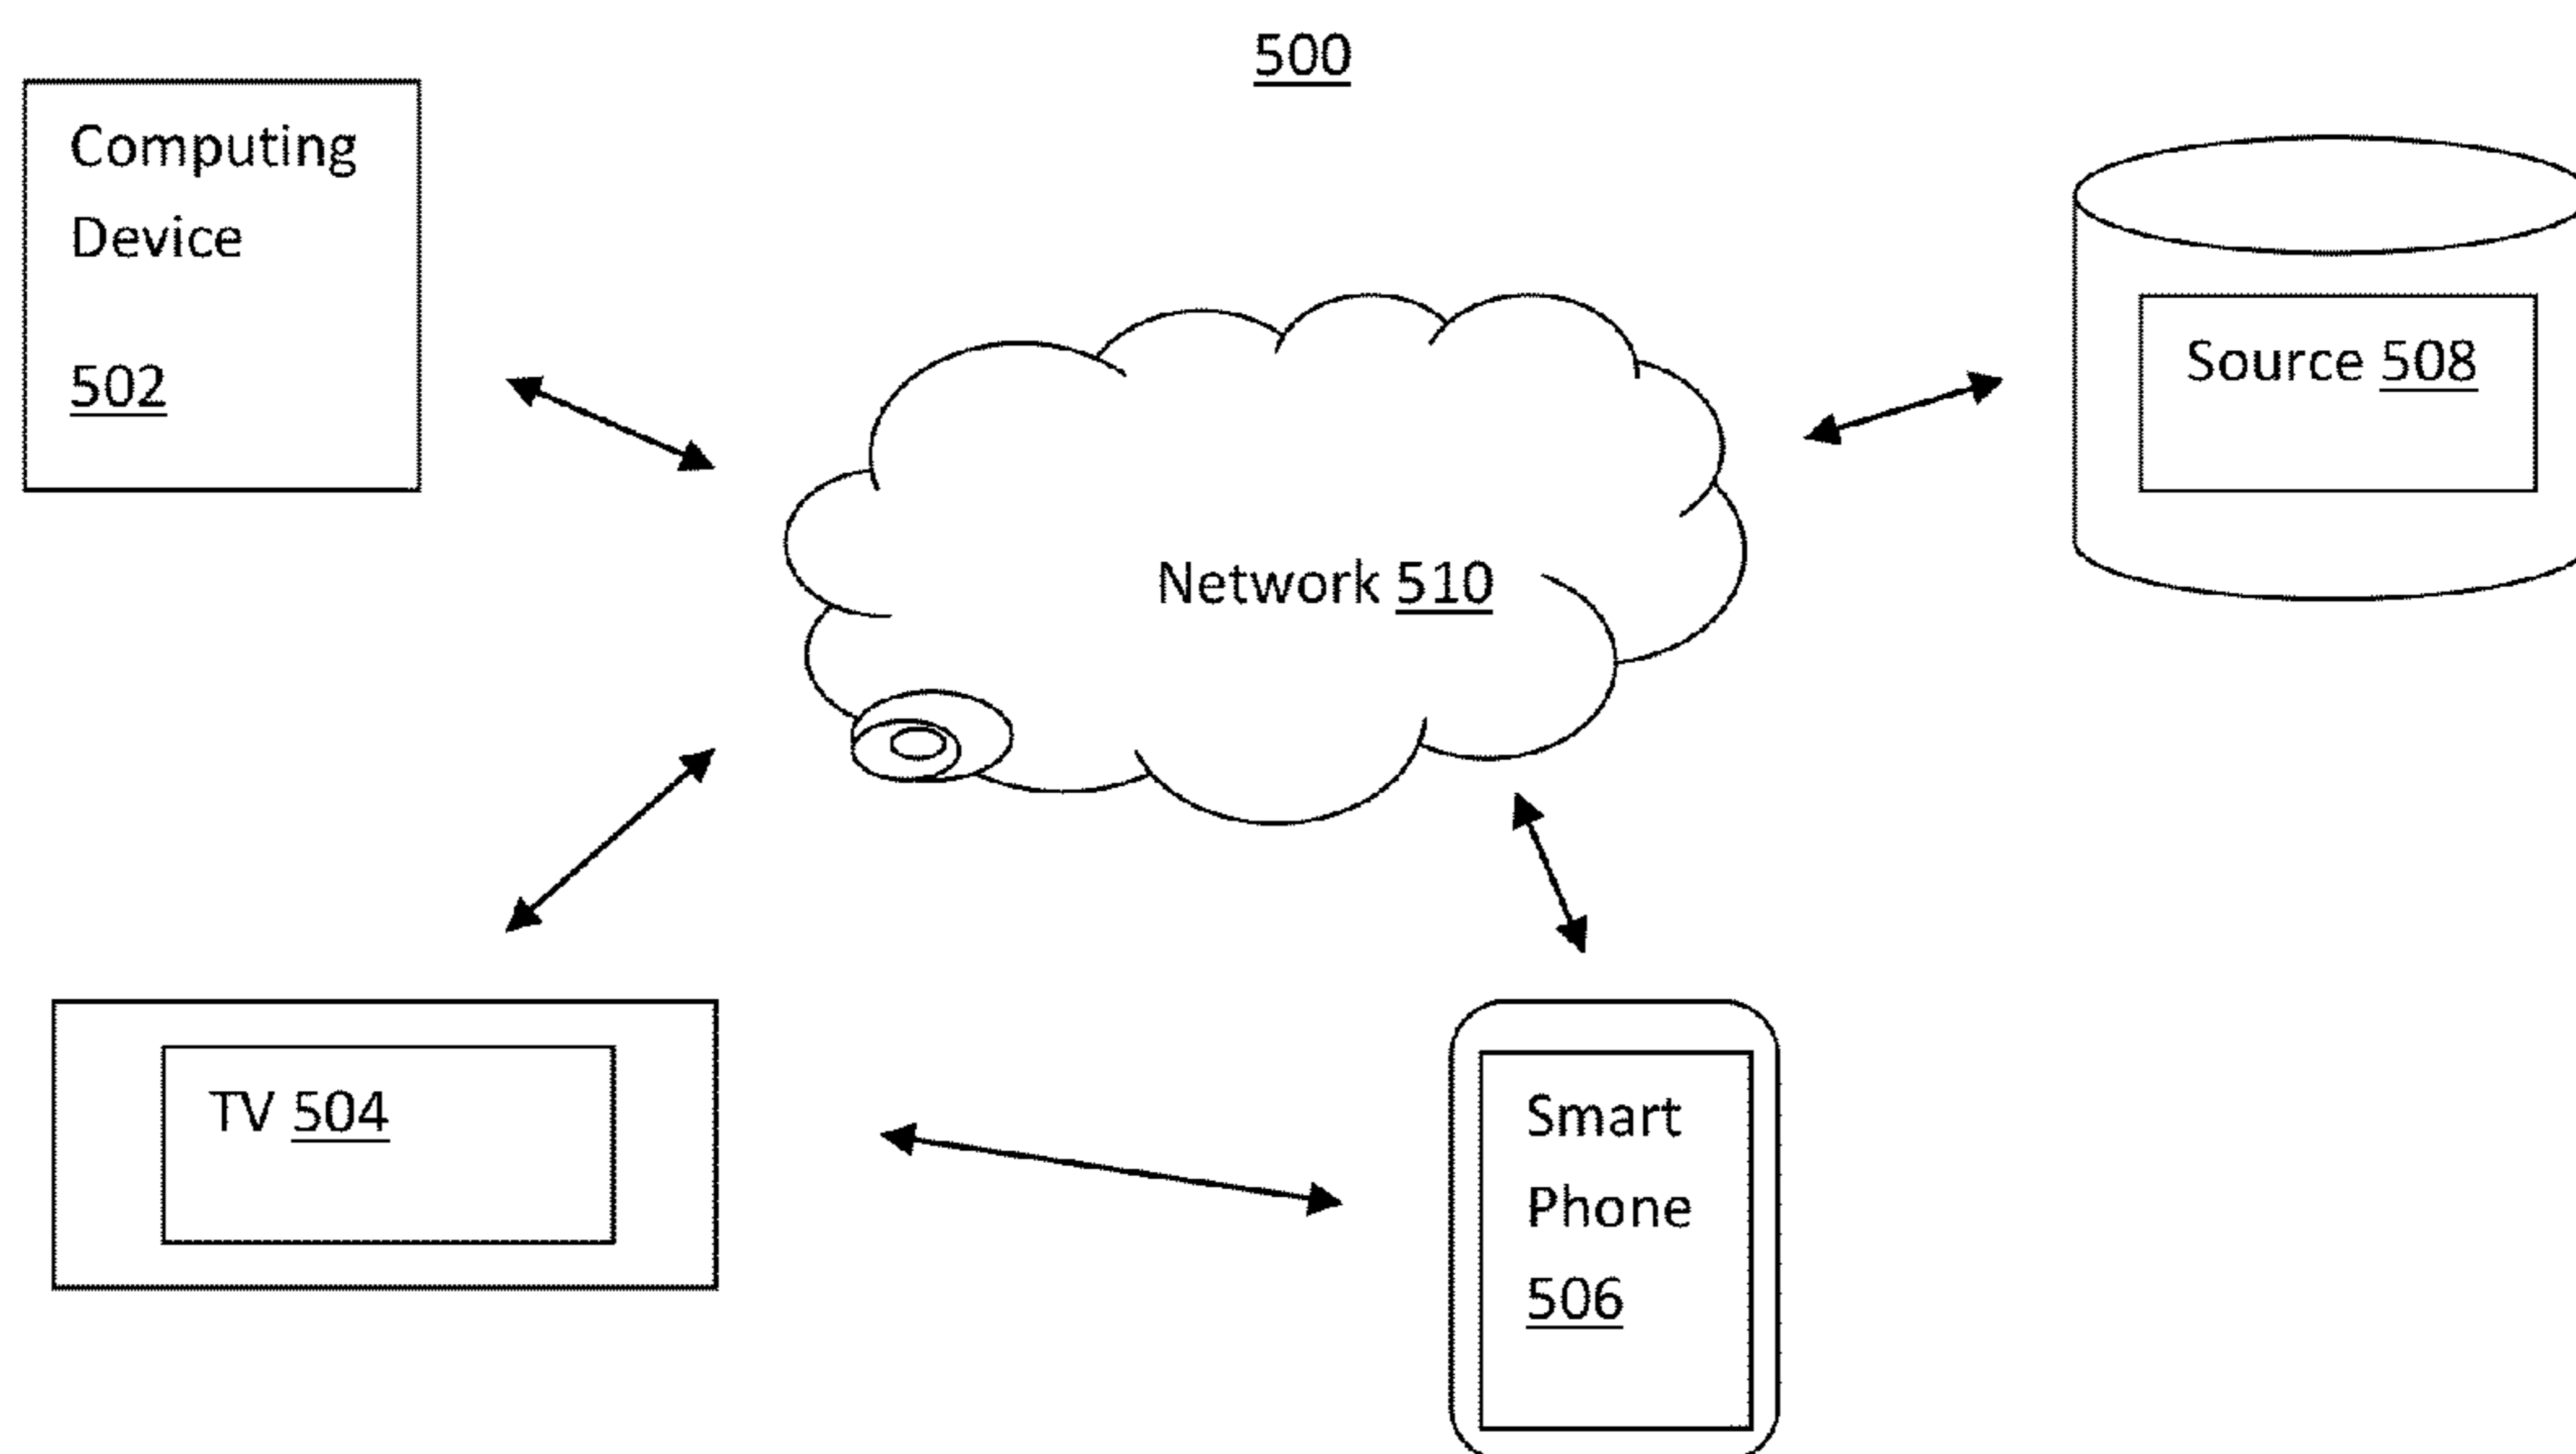 500
Computing
Device
502
Source 508
Network 510
TV 504
Smart
Phone
506